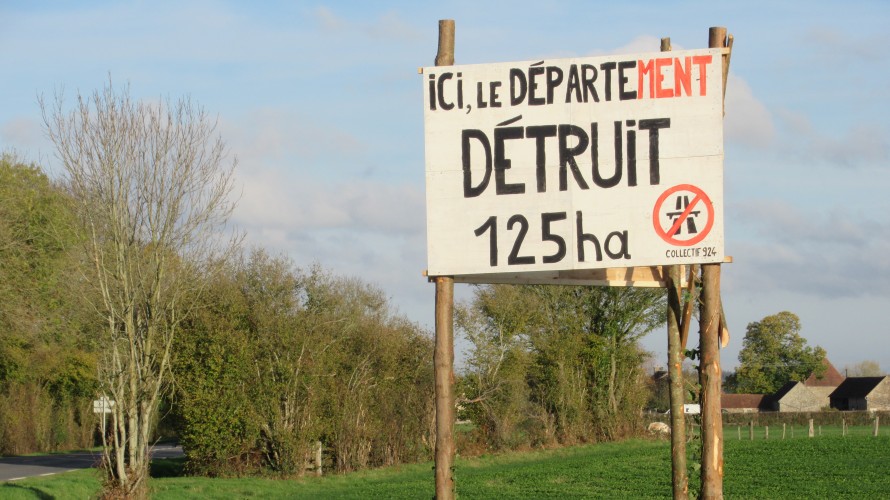 iCi, LE DÉPARTEMENT
DÉTRUiT
125 ha
COLLECTIF 924